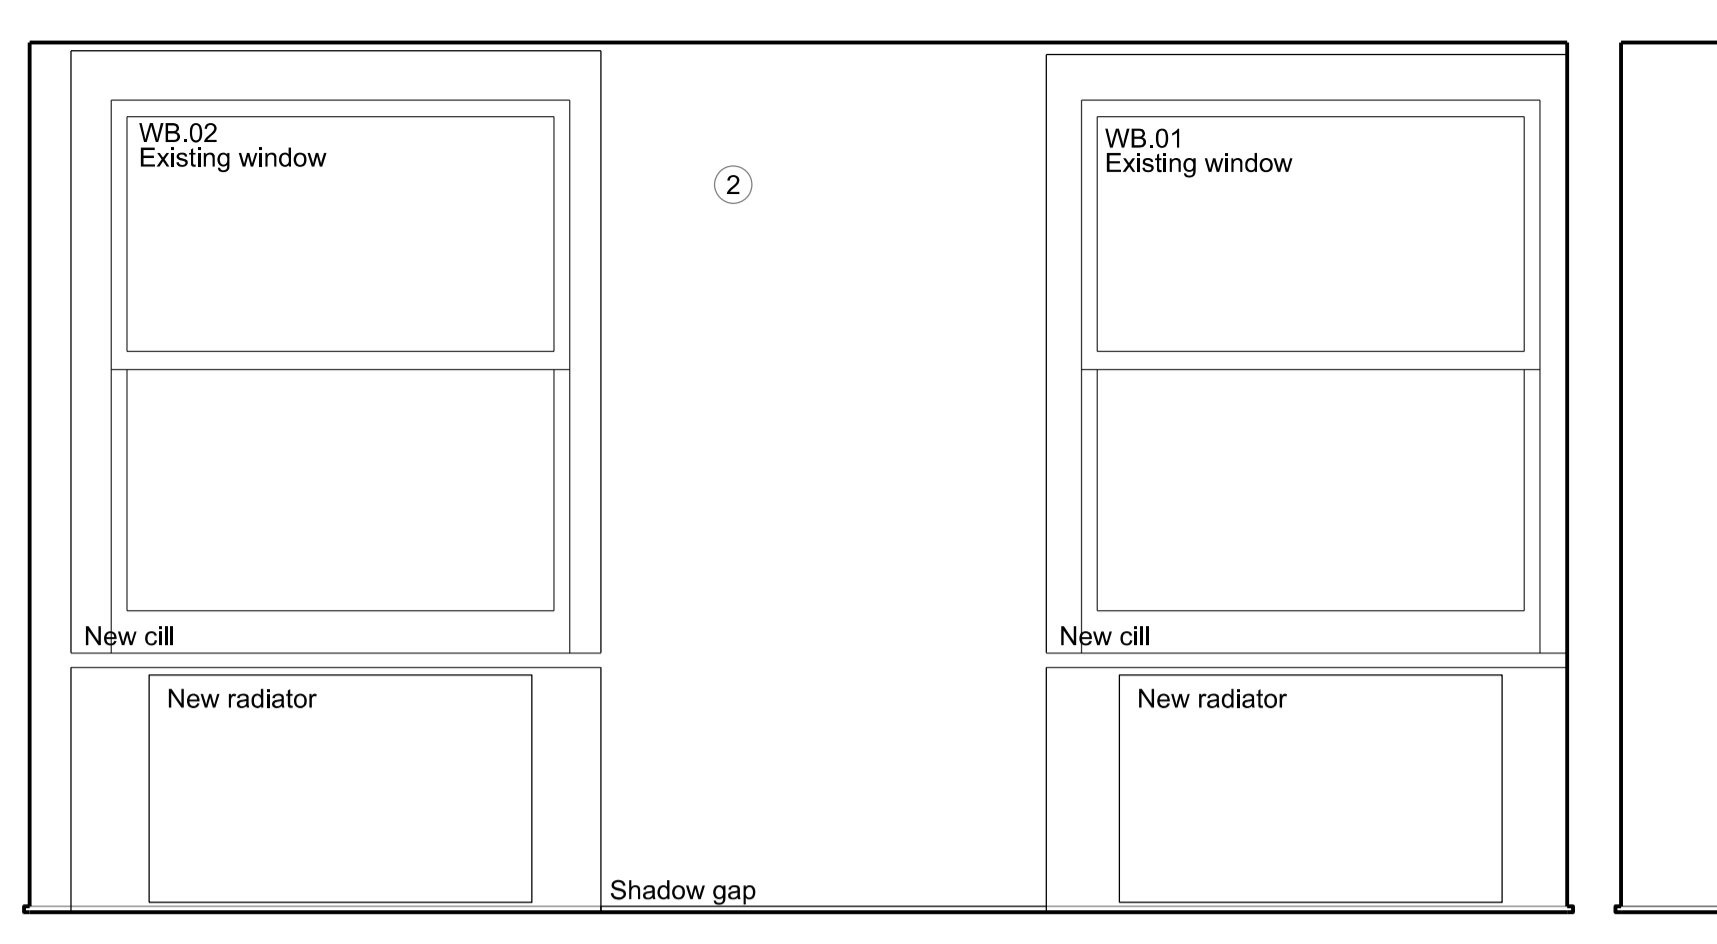 WB.02
Existing window
2
WB.01
Existing window
New cill
New cill
New radiator
New radiator
Shadow gap